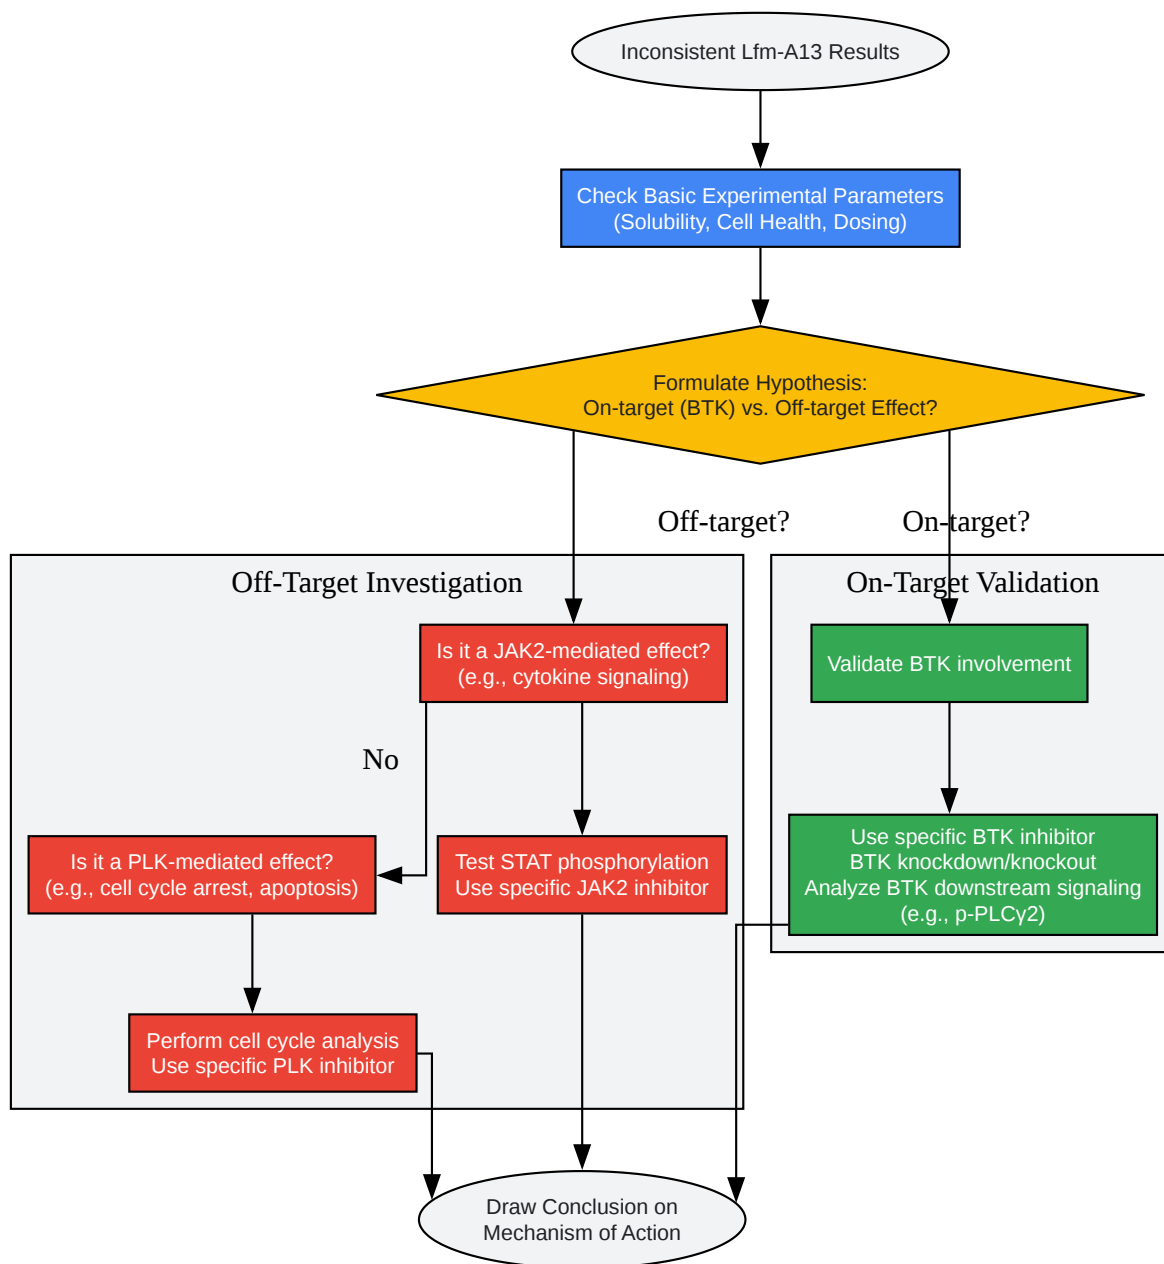 Inconsistent Lfm-A13 Results
Check Basic Experimental Parameters
(Solubility, Cell Health, Dosing)
Formulate Hypothesis:
On-target (BTK) vs. Off-target Effect?
Off-target?
On-target?
Off-Target Investigation
On-Target Validation
Is it a JAK2-mediated effect?
(e.g., cytokine signaling)
Validate BTK involvement
No
Is it a PLK-mediated effect?
(e.g., cell cycle arrest, apoptosis)
Test STAT phosphorylation
Use specific JAK2 inhibitor
Use specific BTK inhibitor
BTK knockdown/knockout
Analyze BTK downstream signaling
(e.g., p-PLCγ2)
Perform cell cycle analysis
Use specific PLK inhibitor
Draw Conclusion on
Mechanism of Action